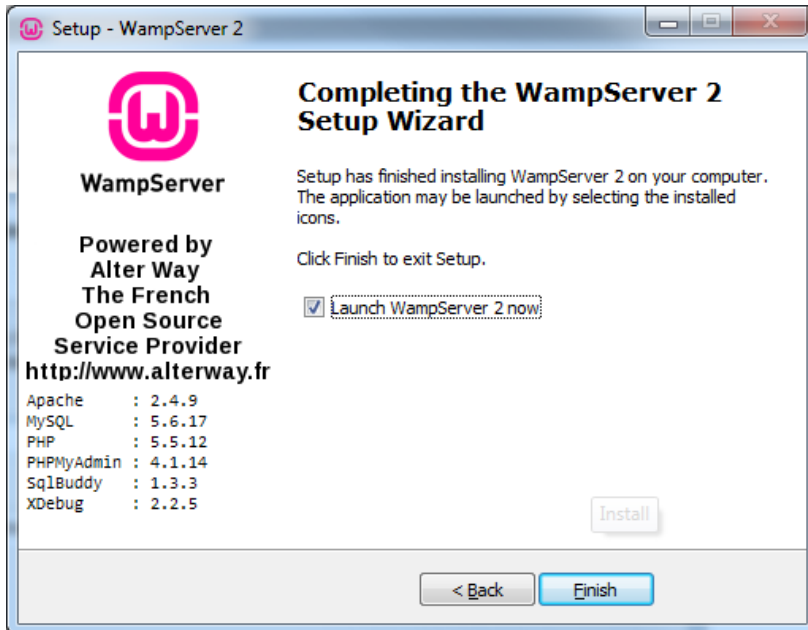 Setup - WampServer 2
WampServer
Powered by
Alter Way
The French
Open Source
Service Provider
http://www.alterway.fr
Apache : 2.4.9
MySQL : 5.6.17
PHP : 5.5.12
PHPMyAdmin : 4.1.14
SqlBuddy : 1.3.3
XDebug : 2.2.5
Completing the WampServer 2
Setup Wizard
Setup has finished installing WampServer 2 on your computer.
The application may be launched by selecting the installed
icons.
Click Finish to exit Setup.
Launch WampServer 2 now
Install
< Back
Finish